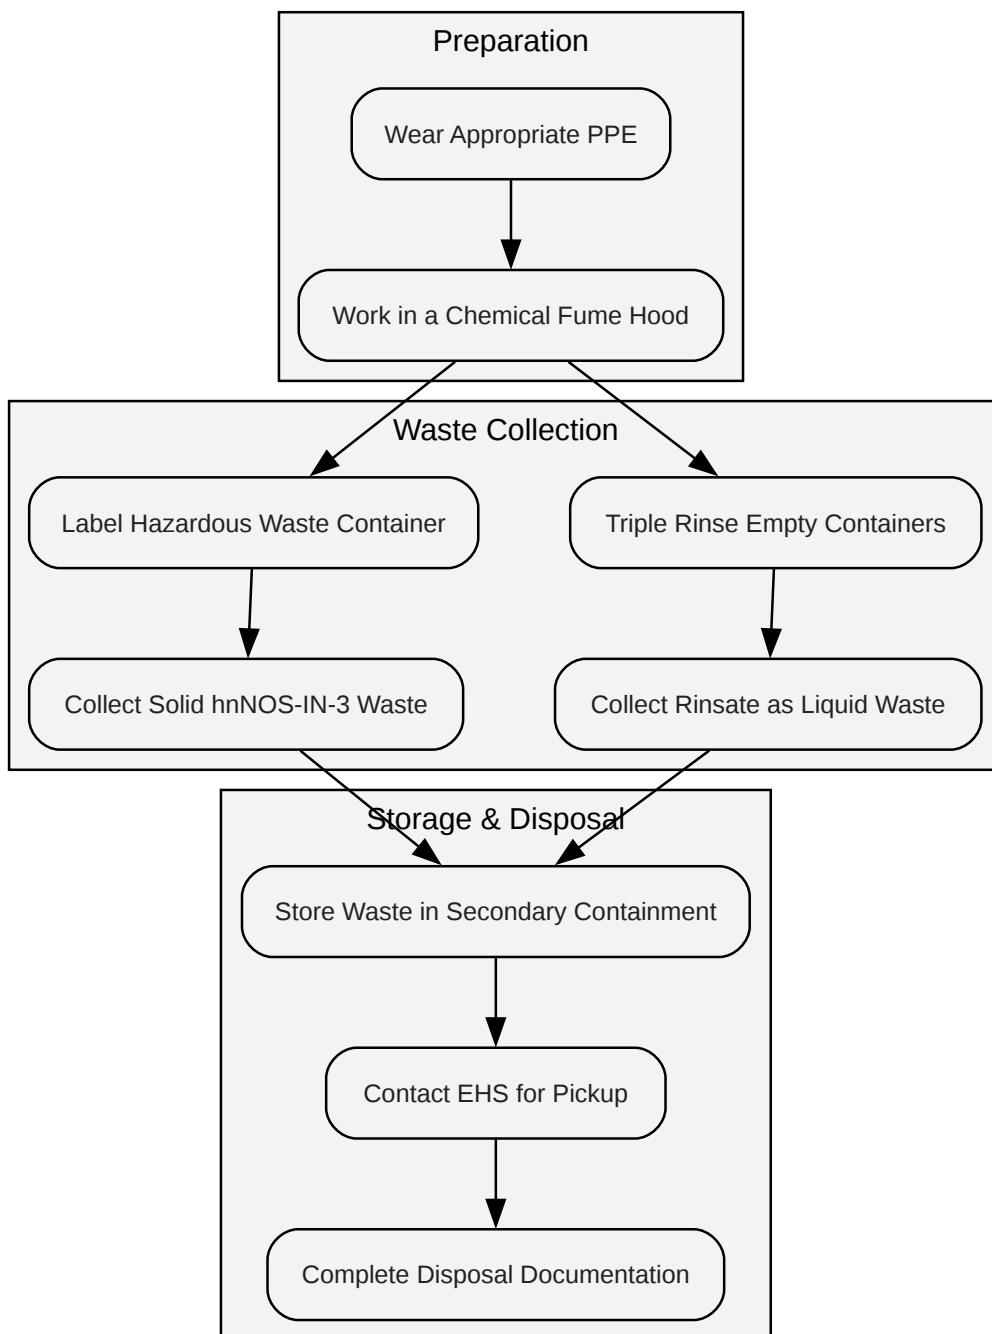 Preparation
Wear Appropriate PPE
Work in a Chemical Fume Hood
Waste Collection
Label Hazardous Waste Container
Triple Rinse Empty Containers
Collect Solid hnNOS-IN-3 Waste
Collect Rinsate as Liquid Waste
Storage & Disposal
Store Waste in Secondary Containment
Contact EHS for Pickup
Complete Disposal Documentation